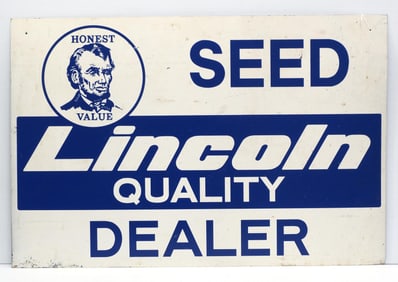 HONEST
VALUE
SEED
Lincoln
QUALITY
DEALER